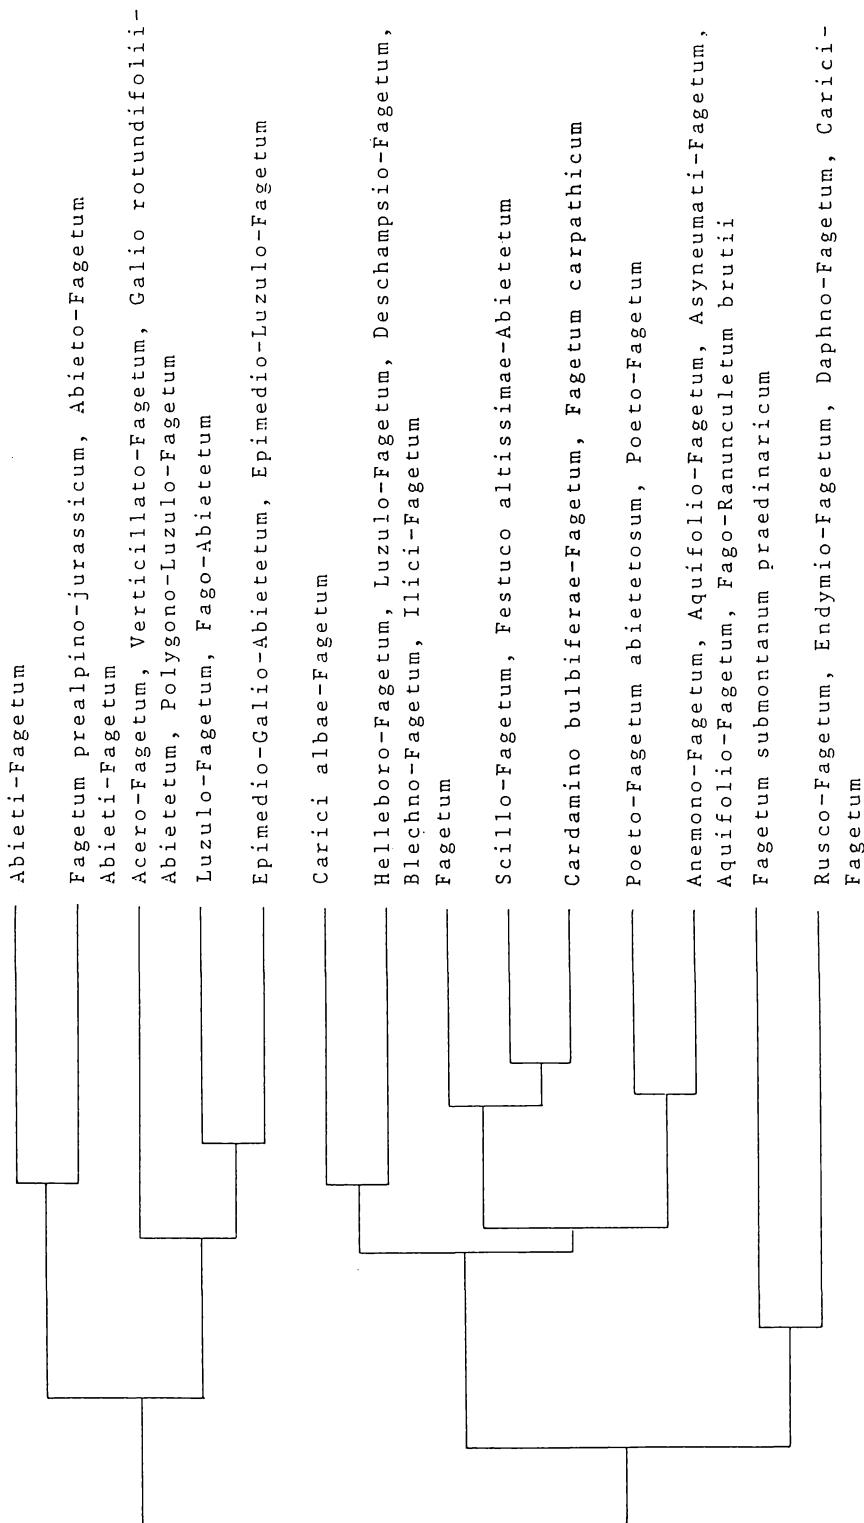 Abieti-Fagetum
Fagetum prealpino-jurassicum, Abieto-Fagetum
Abieti-Fagetum
Acero-Fagetum, Verticillato-Fagetum, Galio rotundifolii-
Abietetum, Polygono-Luzulo-Fagetum
Luzulo-Fagetum, Fago-Abietetum
Epimedio-Galio-Abietetum, Epimedio-Luzulo-Fagetum
Carici albae-Fagetum
Helleboro-Fagetum, Luzulo-Fagetum, Deschampsio-Fagetum,
Blechno-Fagetum, Ilici-Fagetum
Fagetum
Scillo-Fagetum, Festuco altissimae-Abietetum
Cardamino bulbiferae-Fagetum, Fagetum carpathicum
Poeto-Fagetum abietetosum, Poeto-Fagetum
Anemono-Fagetum, Aquifolio-Fagetum, Asyneumati-Fagetum,
Aquifolio-Fagetum, Fago-Ranunculetum brutii
Fagetum submontanum praedinaricum
Rusco-Fagetum, Endymio-Fagetum, Daphno-Fagetum, Carici-
Fagetum